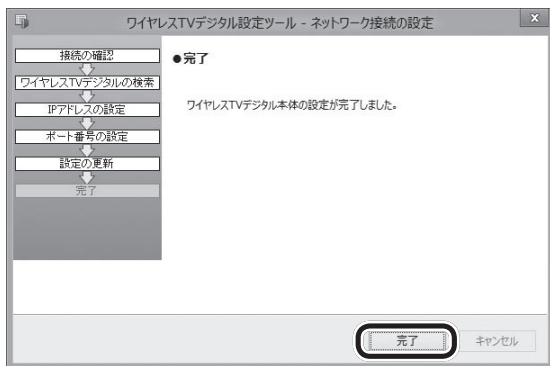 ワイヤレスTVデジタル設定ツール - ネットワーク接続の設定
x
接続の確認
ワイヤレスTVデジタルの検索
IPアドレスの設定
ポート番号の設定
設定の更新
完了
●完了
ワイヤレスTVデジタル本体の設定が完了しました。
完了
キャンセル